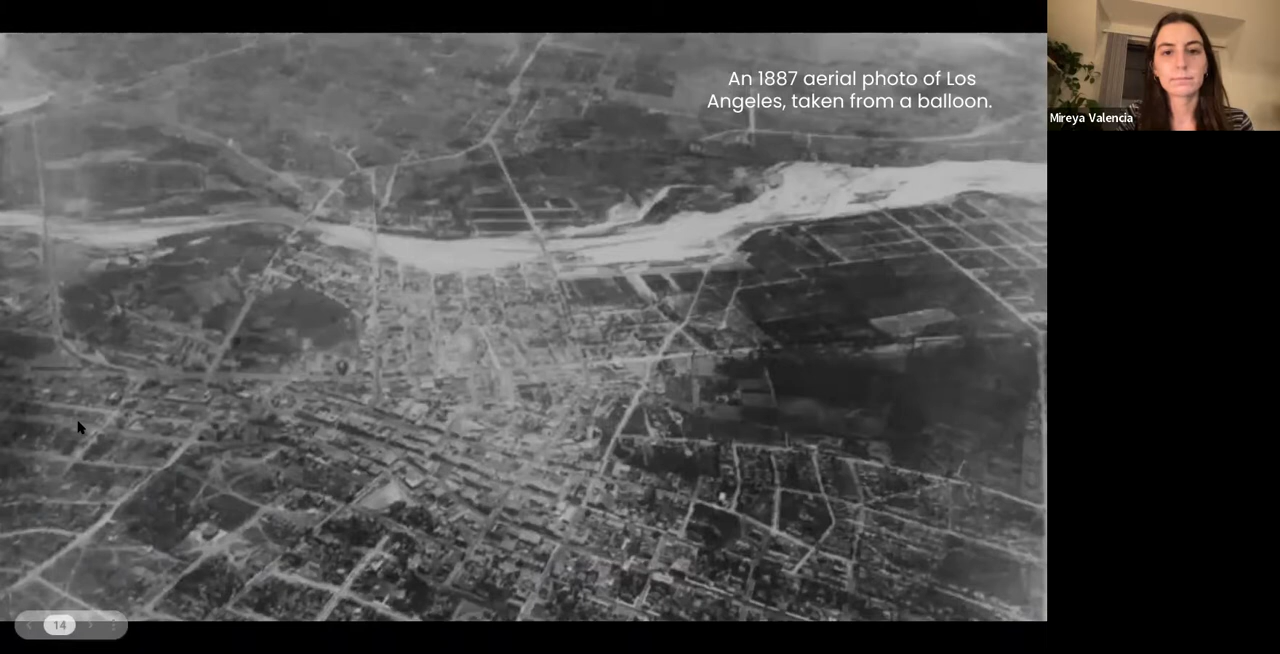 An 1887 aerial photo of Los
Angeles, taken from a balloon.
Mireya Valencia
14